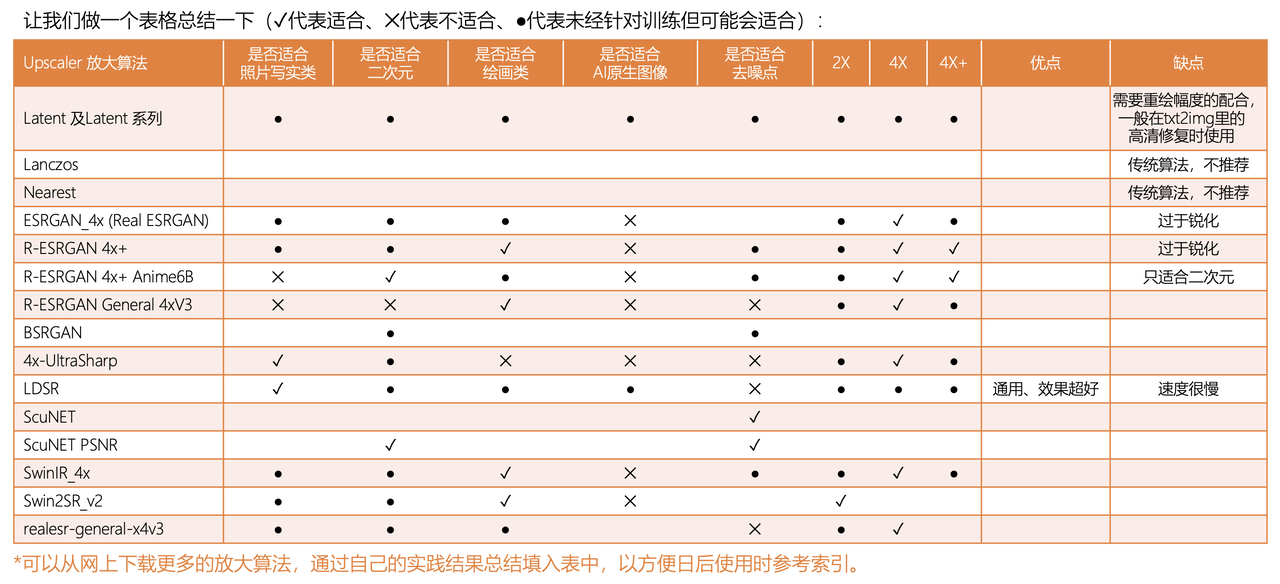 让我们做一个表格总结一下（✓代表适合、✕代表不适合、●代表未经针对训练但可能会适合）：
Upscaler 放大算法 是否适合照片写实类 是否适合二次元 是否适合绘画类 是否适合AI原生图像 是否适合去噪点 2X 4X 4X+ 优点 缺点
Latent 及Latent 系列 ● ● ● ● ● ● ● ● 需要重绘幅度的配合，一般在txt2img里的高清修复时使用
Lanczos 传统算法，不推荐
Nearest 传统算法，不推荐
ESRGAN_4x (Real ESRGAN) ● ● ● ✕ ● ✓ ● 过于锐化
R-ESRGAN 4x+ ● ● ✓ ✕ ● ● ✓ ✓ 过于锐化
R-ESRGAN 4x+ Anime6B ✕ ✓ ● ✕ ● ● ✓ ✓ 只适合二次元
R-ESRGAN General 4xV3 ✕ ✕ ✓ ✕ ✕ ● ✓ ●
BSRGAN ● ●
4x-UltraSharp ✓ ● ✕ ✕ ✕ ● ✓ ●
LDSR ✓ ● ● ● ✕ ● ● ● 通用、效果超好 速度很慢
ScuNET ✓
ScuNET PSNR ✓ ✓
SwinIR_4x ● ● ✓ ✕ ● ● ✓ ●
Swin2SR_v2 ● ● ✓ ✕ ✓
realesr-general-x4v3 ● ● ● ✕ ● ✓
*可以从网上下载更多的放大算法，通过自己的实践结果总结填入表中，以方便日后使用时参考索引。